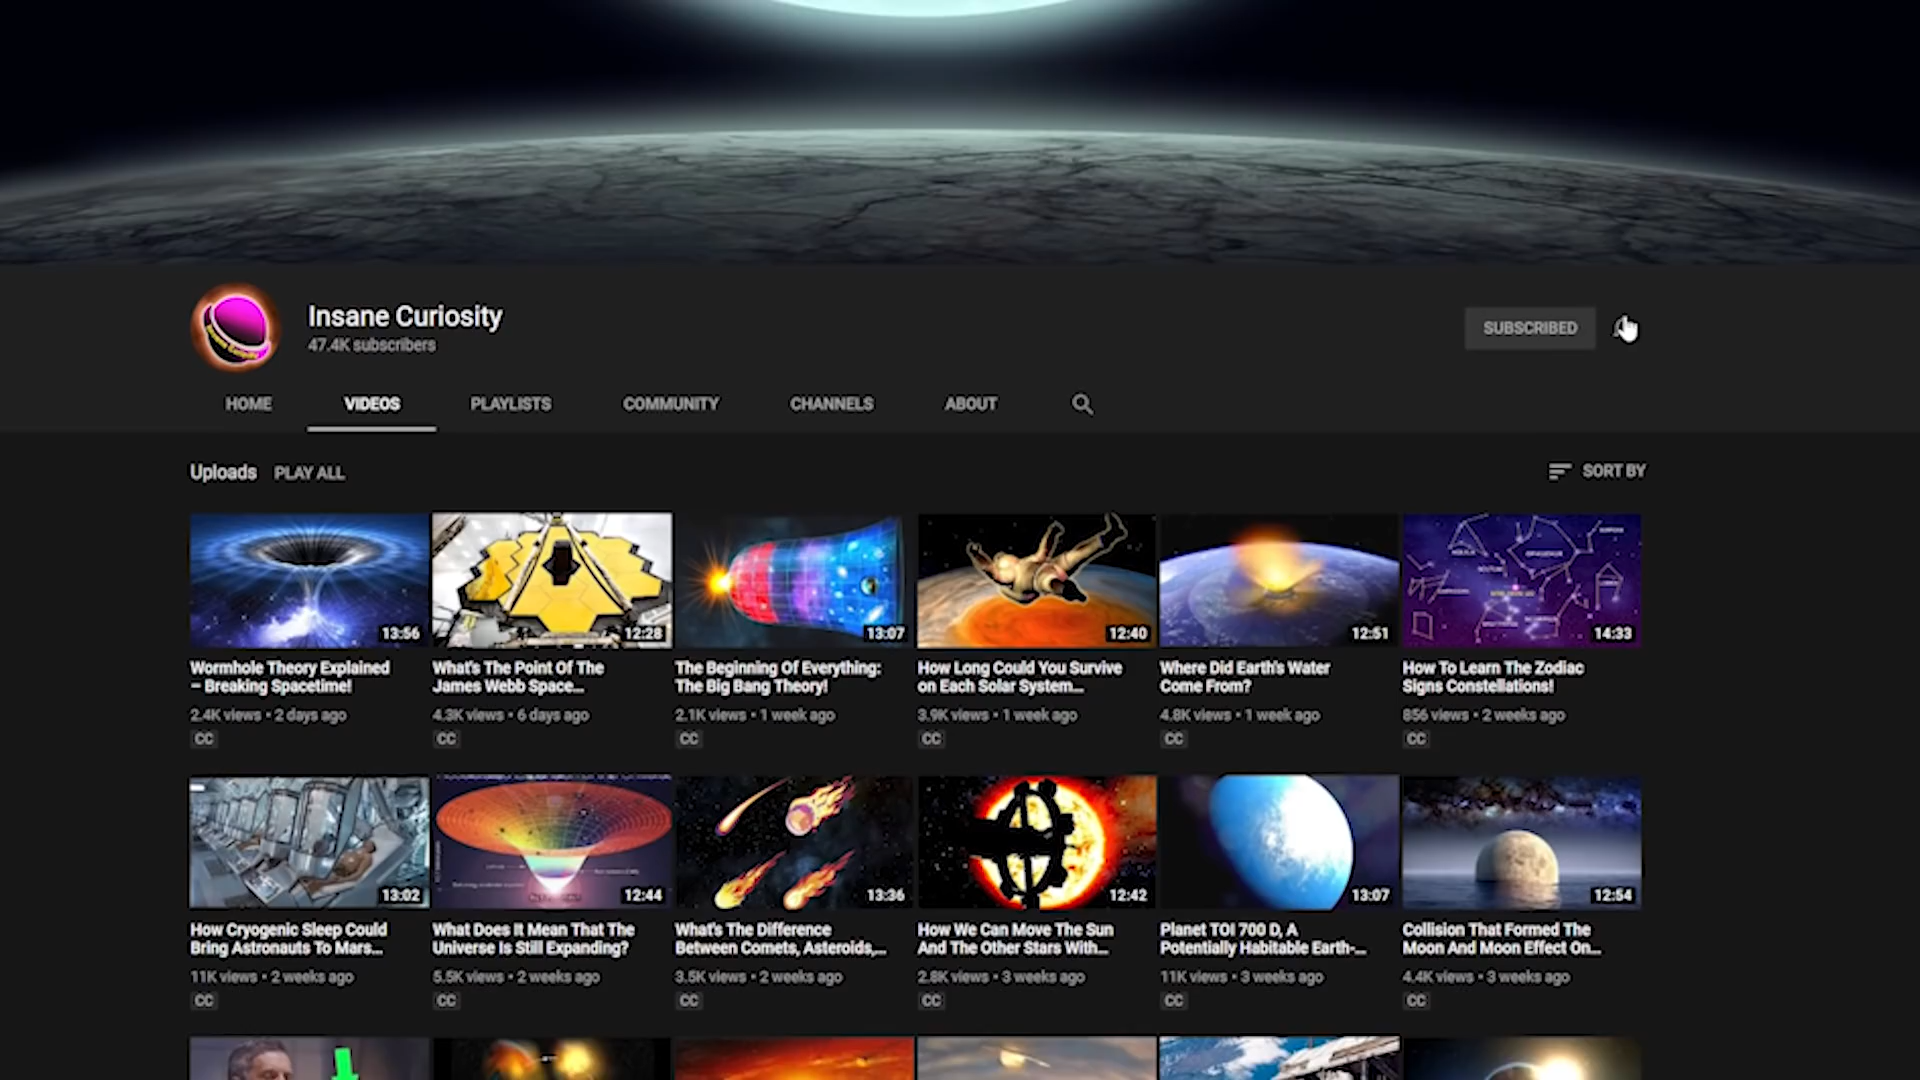 Insane Curiosity
47.4K subscribers
SUBSCRIBED
HOME
VIDEOS
PLAYLISTS
COMMUNITY
CHANNELS
ABOUT
Uploads
PLAY ALL
SORT BY
13:56
12:28
13:07
12:40
12:51
14:33
Wormhole Theory Explained
– Breaking Spacetime!
2.4K views • 2 days ago
CC
What's The Point Of The
James Webb Space...
4.3K views • 6 days ago
CC
The Beginning Of Everything:
The Big Bang Theory!
2.1K views • 1 week ago
CC
How Long Could You Survive
on Each Solar System...
3.9K views • 1 week ago
CC
Where Did Earth's Water
Come From?
4.8K views • 1 week ago
CC
How To Learn The Zodiac
Signs Constellations!
856 views • 2 weeks ago
CC
13:02
12:44
13:36
12:42
13:07
12:54
How Cryogenic Sleep Could
Bring Astronauts To Mars...
11K views • 2 weeks ago
CC
What Does It Mean That The
Universe Is Still Expanding?
5.5K views • 2 weeks ago
CC
What's The Difference
Between Comets, Asteroids,...
3.5K views • 2 weeks ago
CC
How We Can Move The Sun
And The Other Stars With...
2.8K views • 3 weeks ago
CC
Planet TOI 700 D, A
Potentially Habitable Earth-...
11K views • 3 weeks ago
CC
Collision That Formed The
Moon And Moon Effect On...
4.4K views • 3 weeks ago
CC